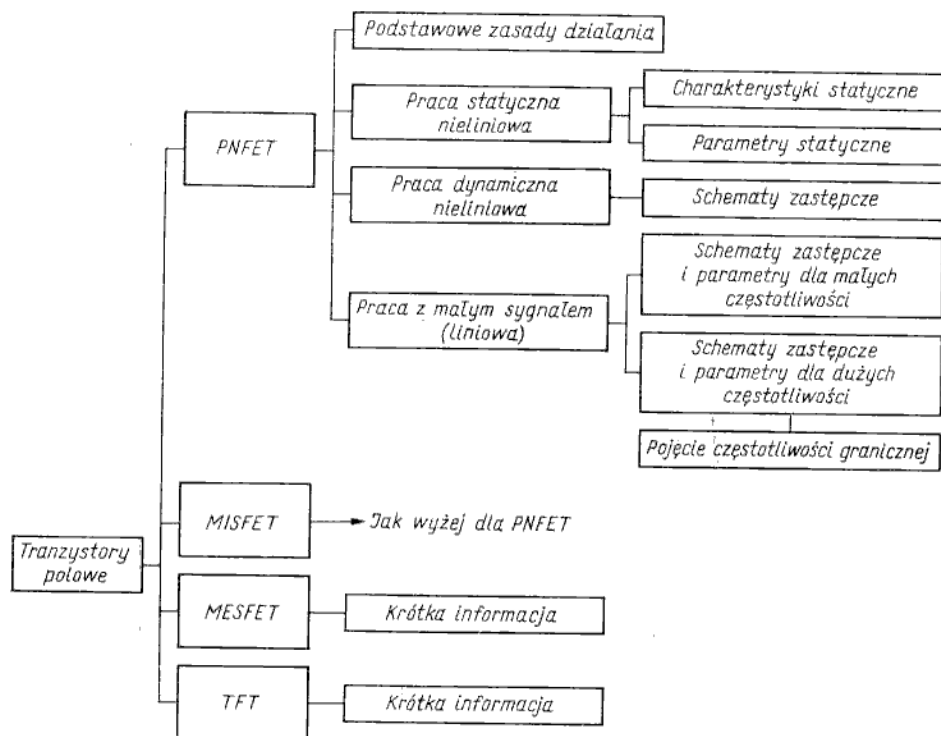 Podstawowe zasady działania
Praca statyczna
nieliniowa
Charakterystyki statyczne
Parametry statyczne
PNFET
Praca dynamiczna
nieliniowa
Schematy zastępcze
Praca z małym sygnałem
(liniowa)
Schematy zastępcze
i parametry dla małych
częstotliwości
Schematy zastępcze
i parametry dla dużych
częstotliwości
Pojęcie częstotliwości granicznej
Tranzystory
polowe
MISFET
Jak wyżej dla PNFET
MESFET
Krótka informacja
TFT
Krótka informacja